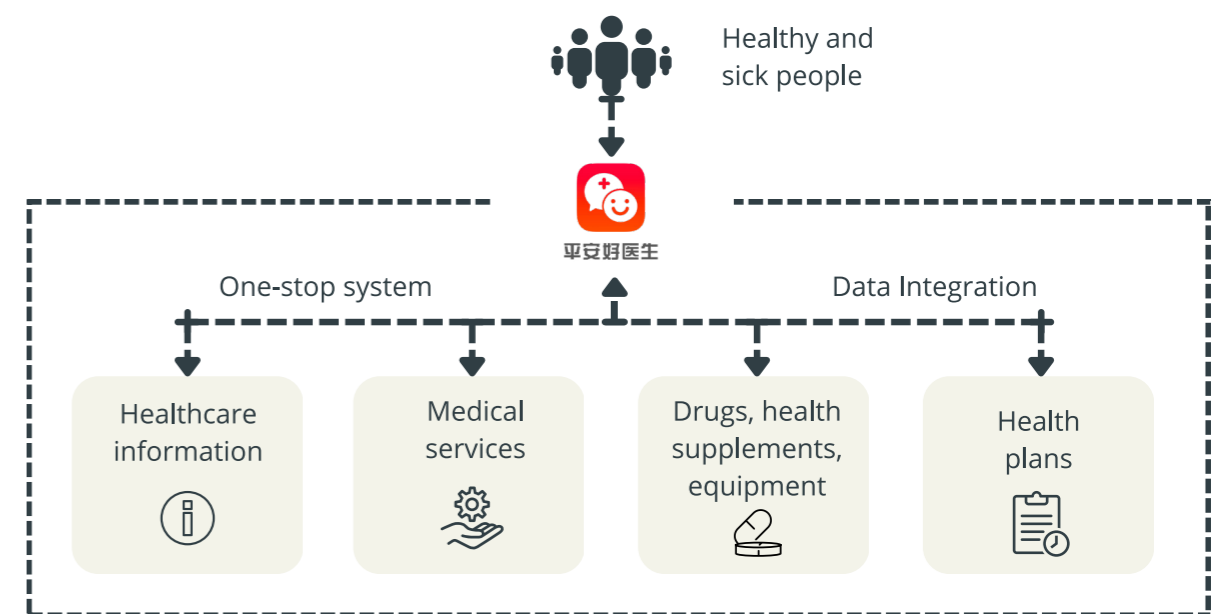 Healthy and
sick people
平安好医生
One-stop system
Data Integration
Healthcare
information
Medical
services
Drugs, health
supplements,
equipment
Health
plans